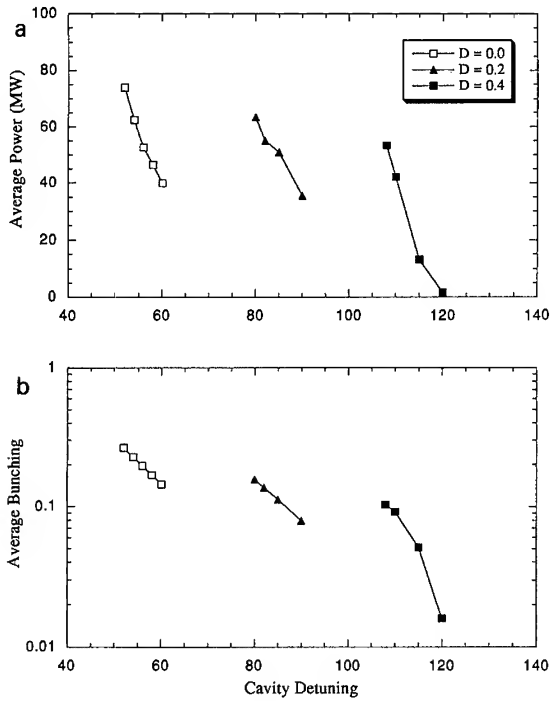 a
100
80
60
40
20
0
Average Power (MW)
D = 0.0
D = 0.2
D = 0.4
40 60 80 100 120 140
b
1
0.1
0.01
Average Bunching
40 60 80 100 120 140
Cavity Detuning